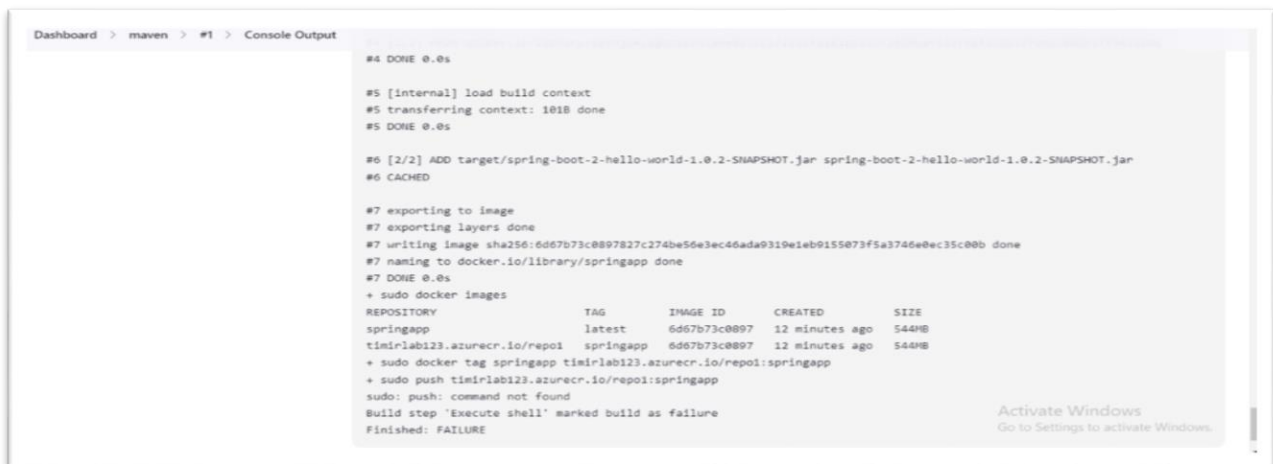 Dashboard > maven > #1 > Console Output
#4 DONE 0.0s
#5 [internal] load build context
#5 transferring context: 101B done
#5 DONE 0.0s
#6 [2/2] ADD target/spring-boot-2-hello-world-1.0.2-SNAPSHOT.jar spring-boot-2-hello-world-1.0.2-SNAPSHOT.jar
#6 CACHED
#7 exporting to image
#7 exporting layers done
#7 writing image sha256:6d67b73c0897827c274be56e3ec46ada9319e1eb9155073f5a3746e0ec35c00b done
#7 naming to docker.io/library/springapp done
#7 DONE 0.0s
+ sudo docker images
REPOSITORY TAG IMAGE ID CREATED SIZE
springapp latest 6d67b73c0897 12 minutes ago 544MB
timirlab123.azurecr.io/repo1 springapp 6d67b73c0897 12 minutes ago 544MB
+ sudo docker tag springapp timirlab123.azurecr.io/repo1:springapp
+ sudo push timirlab123.azurecr.io/repo1:springapp
sudo: push: command not found
Build step 'Execute shell' marked build as failure
Finished: FAILURE
Activate Windows
Go to Settings to activate Windows.